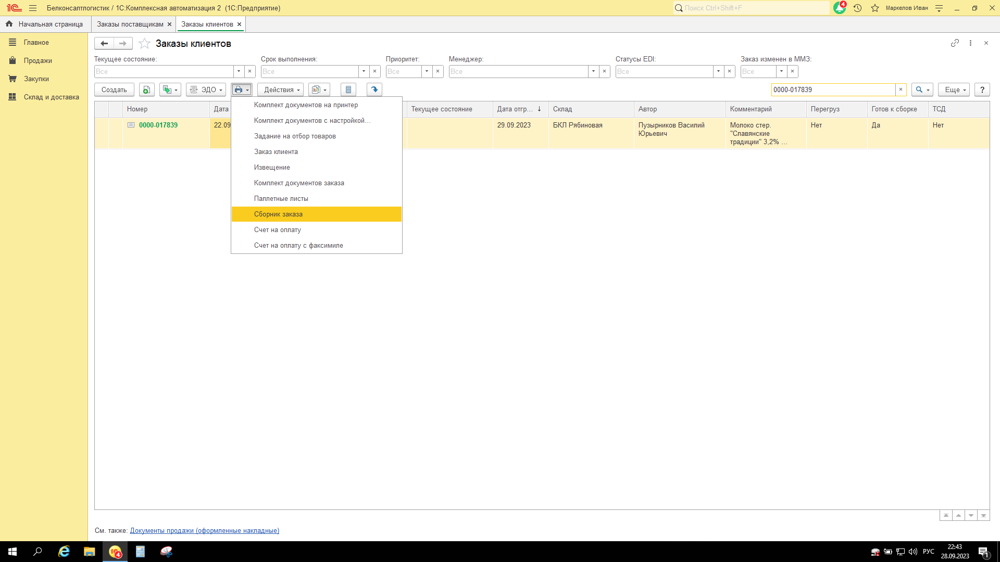 Белконсалтлогистик / 1С:Комплексная автоматизация 2 (1С:Предприятие)
Поиск Ctrl+Shift+F
4
Маркелов Иван
Начальная страница
Заказы поставщикам ×
Заказы клиентов ×
Главное
Продажи
Закупки
Склад и доставка
Заказы клиентов
Текущее состояние:
Срок выполнения:
Приоритет:
Менеджер:
Статусы EDI:
Заказ изменен в ММЗ:
Все
Все
Все
Все
Все
Все
Создать
ЭДО
Действия
0000-017839
Еще
?
Номер
Дата
Текущее состояние
Дата отгр... ↓
Склад
Автор
Комментарий
Перегруз
Готов к сборке
ТСД
0000-017839
22.09
29.09.2023
БКЛ Рябиновая
Пузырников Василий
Юрьевич
Молоко стер.
"Славянские
традиции" 3,2% ...
Нет
Да
Нет
Комплект документов на принтер
Комплект документов с настройкой...
Задание на отбор товаров
Заказ клиента
Извещение
Комплект документов заказа
Паллетные листы
Сборник заказа
Счет на оплату
Счет на оплату с факсимиле
См. также: Документы продажи (оформленные накладные)
4
РУС
22:43
28.09.2023
1